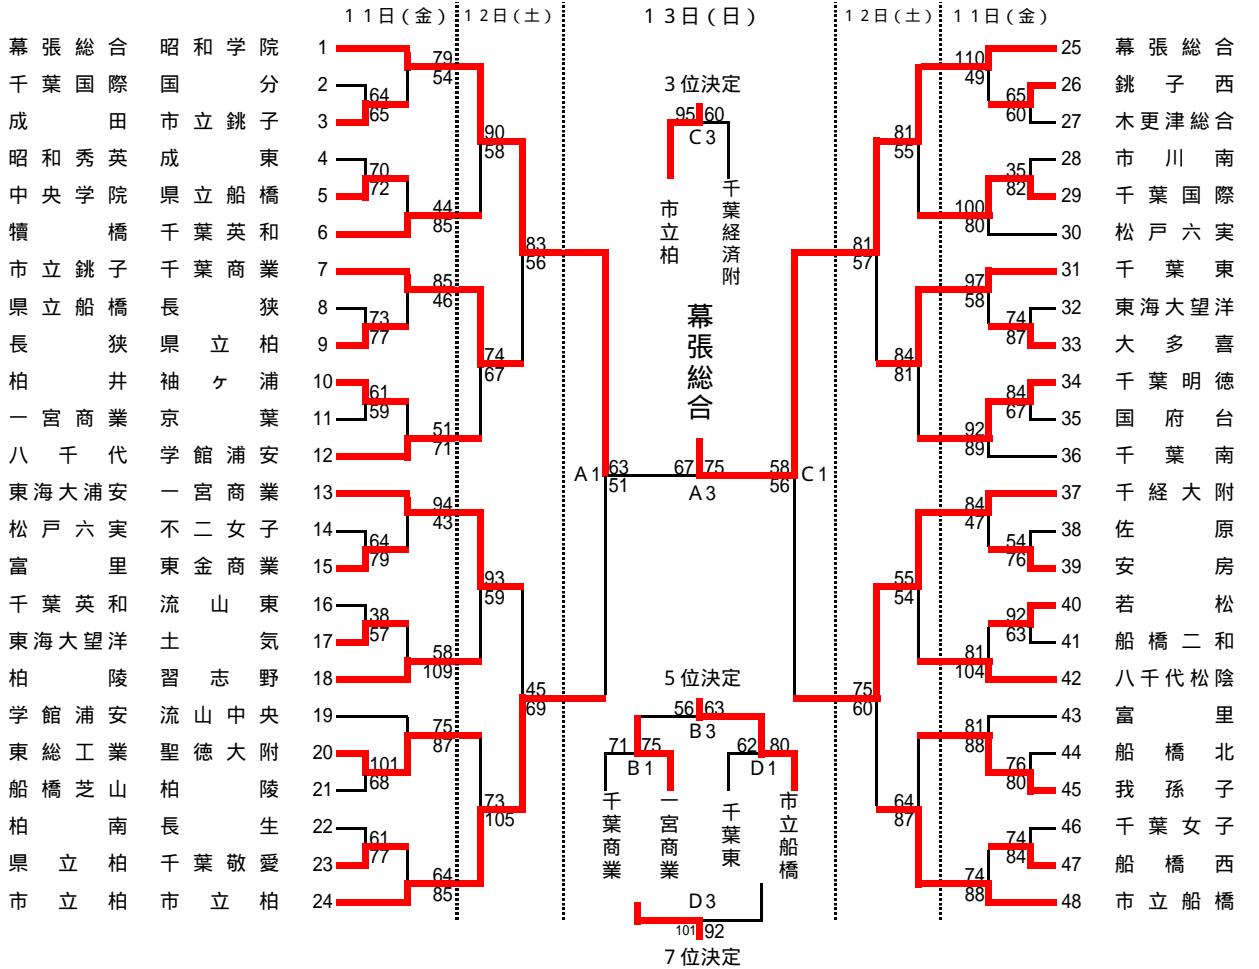 １１日（金） １２日（土） １３日（日） １２日（土） １１日（金）
幕張総合 昭和学院 1 25 幕張総合
千葉国際 国分 2 26 銚子西
成田 市立銚子 3 27 木更津総合
昭和秀英 成東 4 28 市川南
中央学院 県立船橋 5 29 千葉国際
犢橋 千葉英和 6 30 松戸六実
市立銚子 千葉商業 7 31 千葉東
県立船橋 長狭 8 32 東海大望洋
長狭 県立柏 9 33 大多喜
柏井 袖ヶ浦 10 34 千葉明徳
一宮商業 京葉 11 35 国府台
八千代 学館浦安 12 36 千葉南
東海大浦安 一宮商業 13 37 千経大附
松戸六実 不二女子 14 38 佐原
富里 東金商業 15 39 安房
千葉英和 流山東 16 40 若松
東海大望洋 土気 17 41 船橋二和
柏陵 習志野 18 42 八千代松陰
学館浦安 流山中央 19 43 富里
東総工業 聖徳大附 20 44 船橋北
船橋芝山 柏陵 21 45 我孫子
柏南 長生 22 46 千葉女子
県立柏 千葉敬愛 23 47 船橋西
市立柏 市立柏 24 48 市立船橋
79
54
64
65
70
72
44
85
85
46
73
77
61
59
51
71
94
43
64
79
38
57
58
109
75
87
101
68
61
77
64
85
90
58
74
67
93
59
73
105
83
56
45
69
３位決定
95 60
C3
市立柏
千葉経済附
幕張総合
A1 63
51
67 75
A3
58 C1
56
５位決定
56 63
B3
71 75
B1
62 80
D1
千葉商業
一宮商業
千葉東
市立船橋
D3
101 92
７位決定
81
57
75
60
81
55
84
81
55
54
64
87
110
49
65
60
35
82
100
80
97
58
74
87
84
67
92
89
84
47
54
76
92
63
81
104
81
88
76
80
74
84
74
88